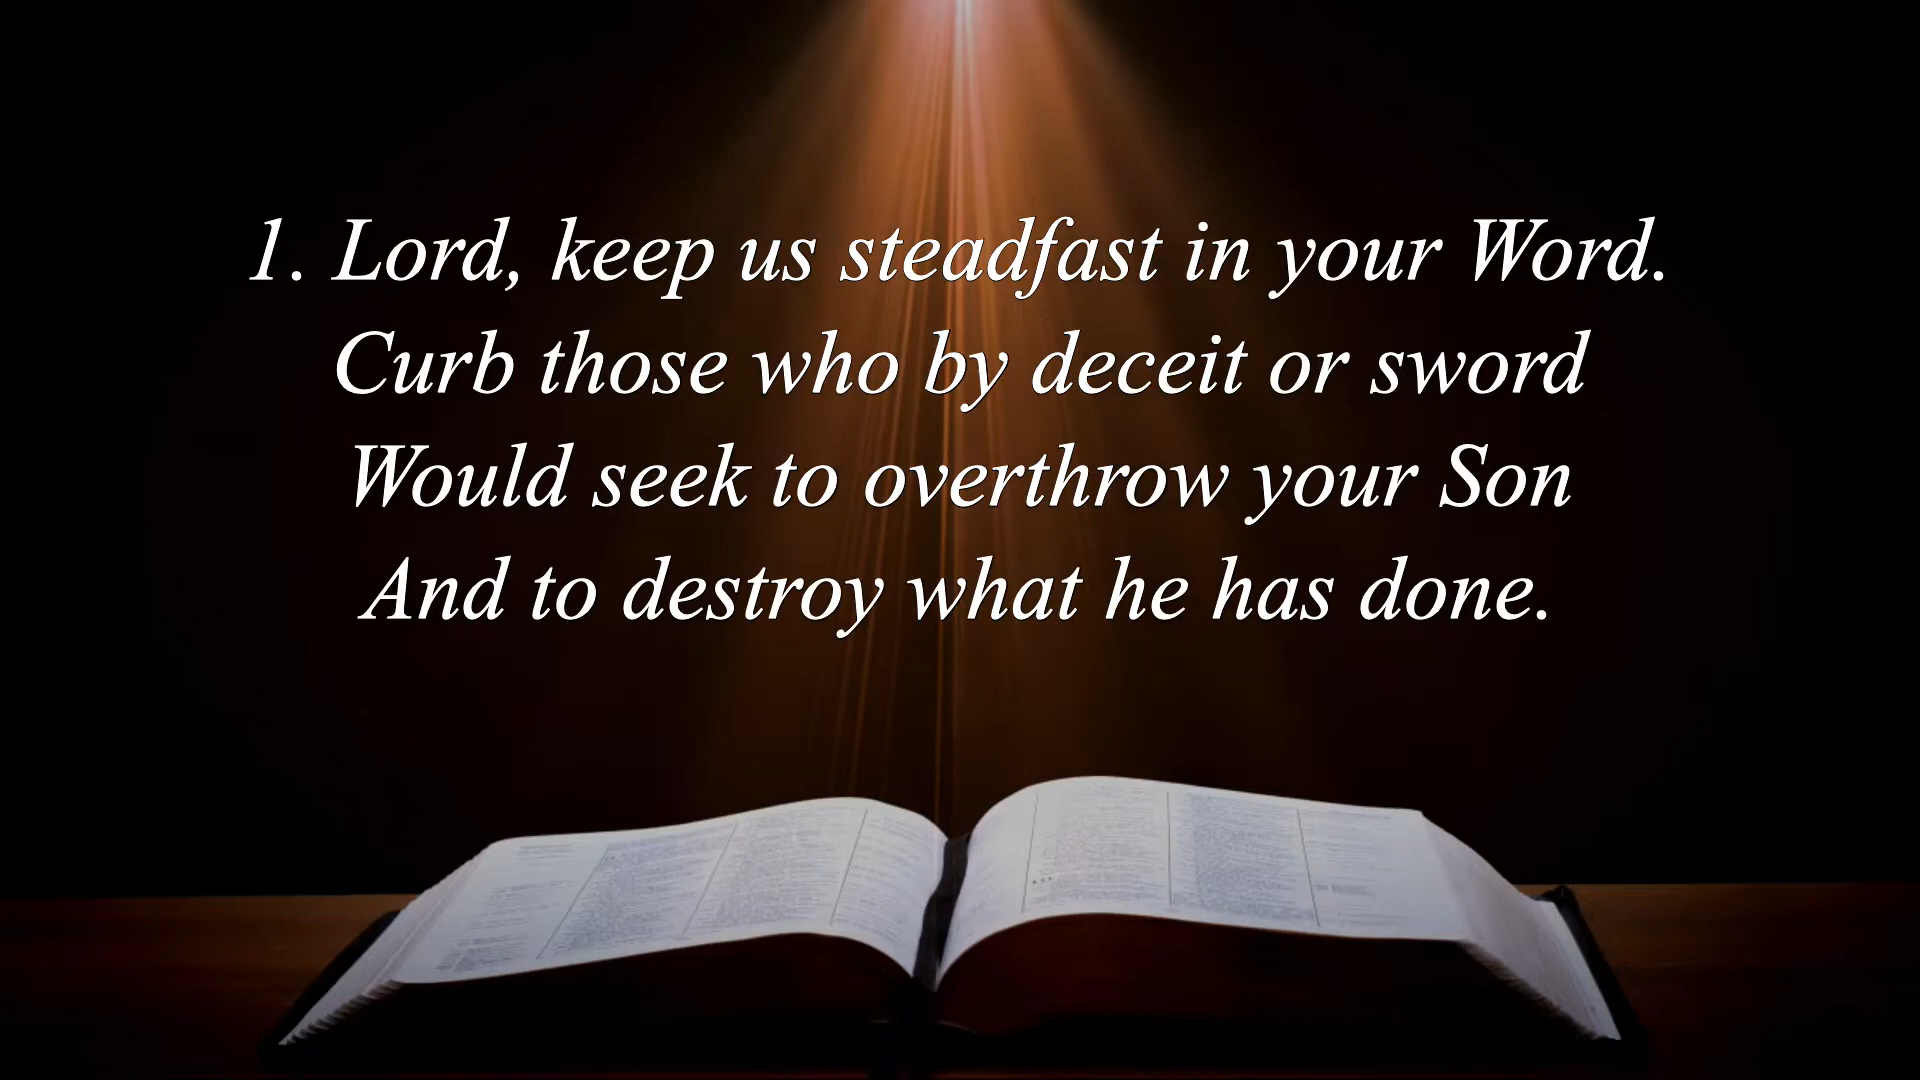 1. Lord, keep us steadfast in your Word.
Curb those who by deceit or sword
Would seek to overthrow your Son
And to destroy what he has done.